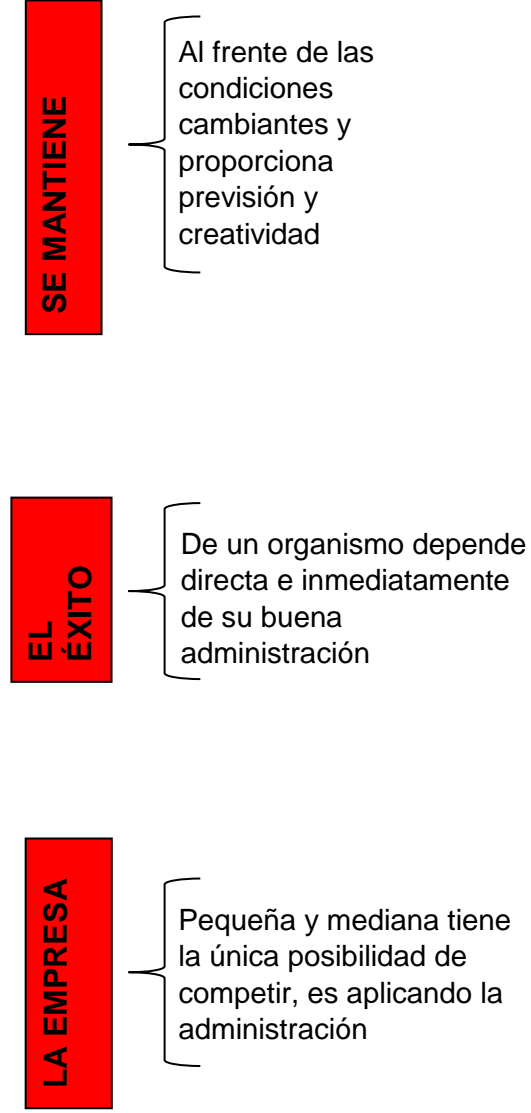 SE MANTIENE
Al frente de las
condiciones
cambiantes y
proporciona
previsión y
creatividad
EL
ÉXITO
De un organismo depende
directa e inmediatamente
de su buena
administración
LA EMPRESA
Pequeña y mediana tiene
la única posibilidad de
competir, es aplicando la
administración